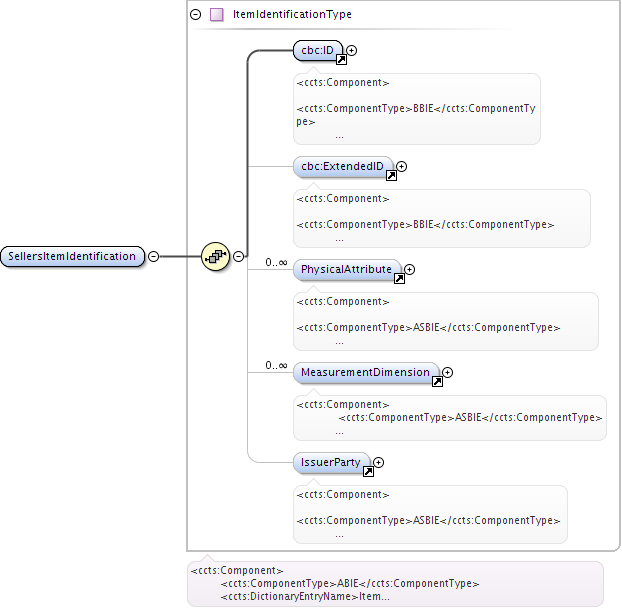 ItemIdentificationType
cbc:ID
<ccts:Component>
<ccts:ComponentType>BBIE</ccts:ComponentTy
pe>
...
cbc:ExtendedID
<ccts:Component>
<ccts:ComponentType>BBIE</ccts:ComponentType>
...
SellersItemIdentification
0..∞
PhysicalAttribute
<ccts:Component>
<ccts:ComponentType>ASBIE</ccts:ComponentType>
...
0..∞
MeasurementDimension
<ccts:Component>
<ccts:ComponentType>ASBIE</ccts:ComponentType>
...
IssuerParty
<ccts:Component>
<ccts:ComponentType>ASBIE</ccts:ComponentType>
...
<ccts:Component>
<ccts:ComponentType>ABIE</ccts:ComponentType>
<ccts:DictionaryEntryName>Item...